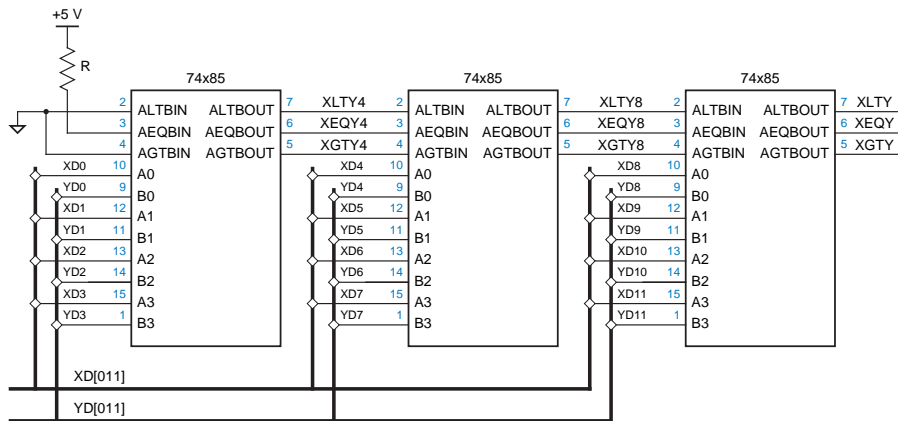 +5 V
R
74x85 74x85 74x85
2 ALTBIN ALTBOUT 7 XLTY4 2 ALTBIN ALTBOUT 7 XLTY8 2 ALTBIN ALTBOUT 7 XLTY
3 AEQBIN AEQBOUT 6 XEQY4 3 AEQBIN AEQBOUT 6 XEQY8 3 AEQBIN AEQBOUT 6 XEQY
4 AGTBIN AGTBOUT 5 XGTY4 4 AGTBIN AGTBOUT 5 XGTY8 4 AGTBIN AGTBOUT 5 XGTY
XD0 10 A0 XD4 10 A0 XD8 10 A0
YD0 9 B0 YD4 9 B0 YD8 9 B0
XD1 12 A1 XD5 12 A1 XD9 12 A1
YD1 11 B1 YD5 11 B1 YD9 11 B1
XD2 13 A2 XD6 13 A2 XD10 13 A2
YD2 14 B2 YD6 14 B2 YD10 14 B2
XD3 15 A3 XD7 15 A3 XD11 15 A3
YD3 1 B3 YD7 1 B3 YD11 1 B3
XD[011]
YD[011]